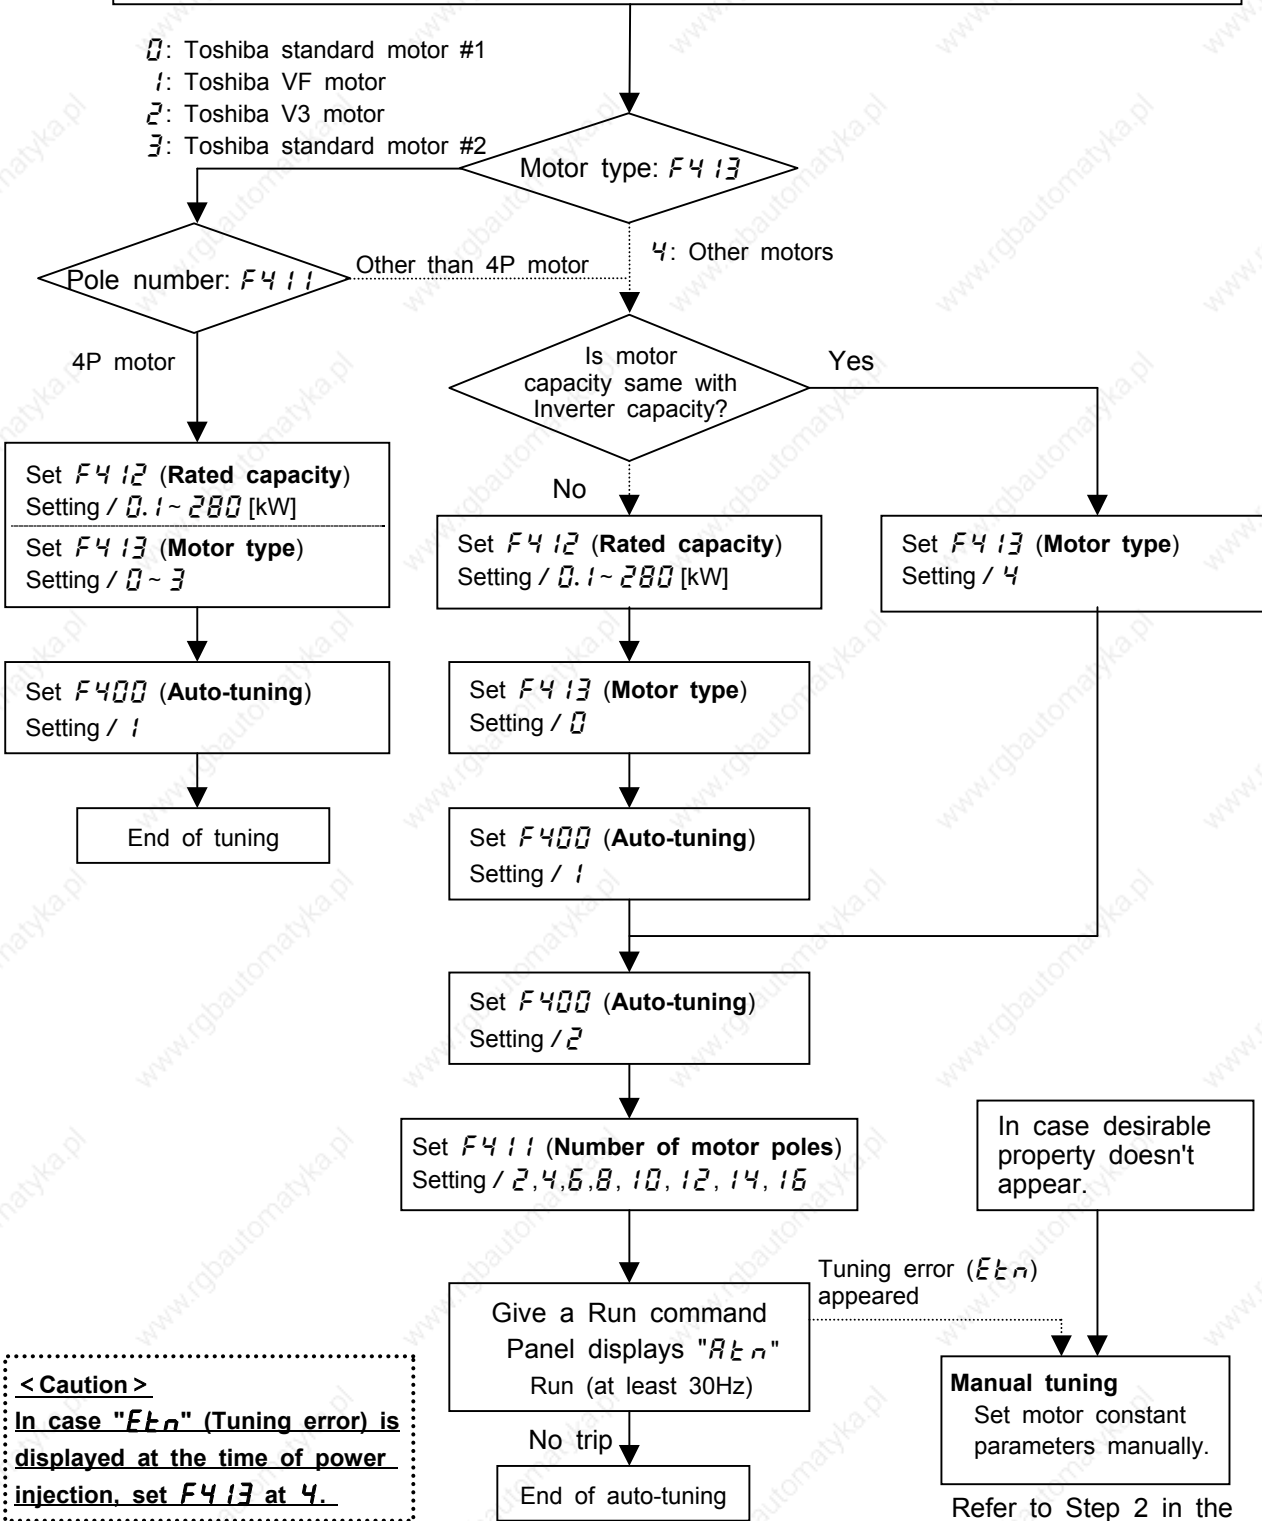 0: Toshiba standard motor #1
1: Toshiba VF motor
2: Toshiba V3 motor
3: Toshiba standard motor #2
Motor type: F413
Pole number: F411
Other than 4P motor
4: Other motors
4P motor
Is motor
capacity same with
Inverter capacity?
Yes
No
Set F412 (Rated capacity)
Setting / 0.1~280 [kW]
Set F413 (Motor type)
Setting / 0~3
Set F412 (Rated capacity)
Setting / 0.1~280 [kW]
Set F413 (Motor type)
Setting / 4
Set F400 (Auto-tuning)
Setting / 1
Set F413 (Motor type)
Setting / 0
End of tuning
Set F400 (Auto-tuning)
Setting / 1
Set F400 (Auto-tuning)
Setting / 2
Set F411 (Number of motor poles)
Setting / 2,4,6,8,10,12,14,16
In case desirable
property doesn't
appear.
Give a Run command
Panel displays "Atn"
Run (at least 30Hz)
Tuning error (Etn)
appeared
No trip
End of auto-tuning
Manual tuning
Set motor constant
parameters manually.
Refer to Step 2 in the
<Caution>
In case "Etn" (Tuning error) is
displayed at the time of power
injection, set F413 at 4.
www.rgbautomatyka.pl